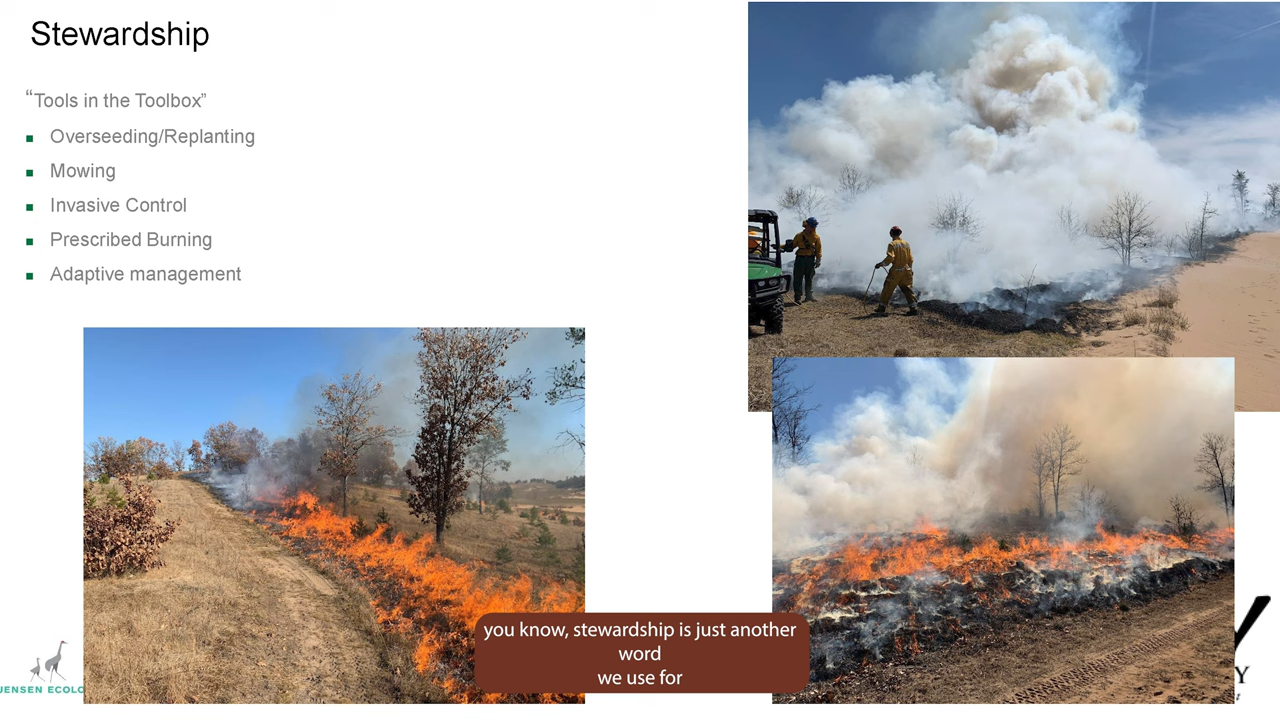 Stewardship
“Tools in the Toolbox”
Overseeding/Replanting
Mowing
Invasive Control
Prescribed Burning
Adaptive management
JENSEN ECOLO
you know, stewardship is just another
word
we use for
Y